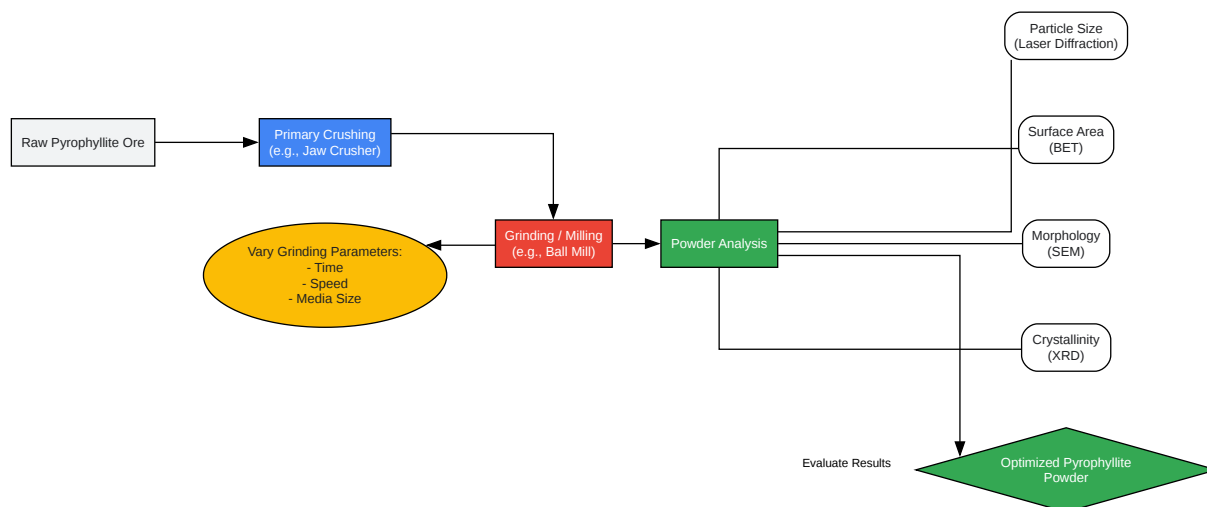 Particle Size
(Laser Diffraction)
Raw Pyrophyllite Ore
Primary Crushing
(e.g., Jaw Crusher)
Surface Area
(BET)
Vary Grinding Parameters:
- Time
- Speed
- Media Size
Grinding / Milling
(e.g., Ball Mill)
Powder Analysis
Morphology
(SEM)
Crystallinity
(XRD)
Evaluate Results
Optimized Pyrophyllite
Powder